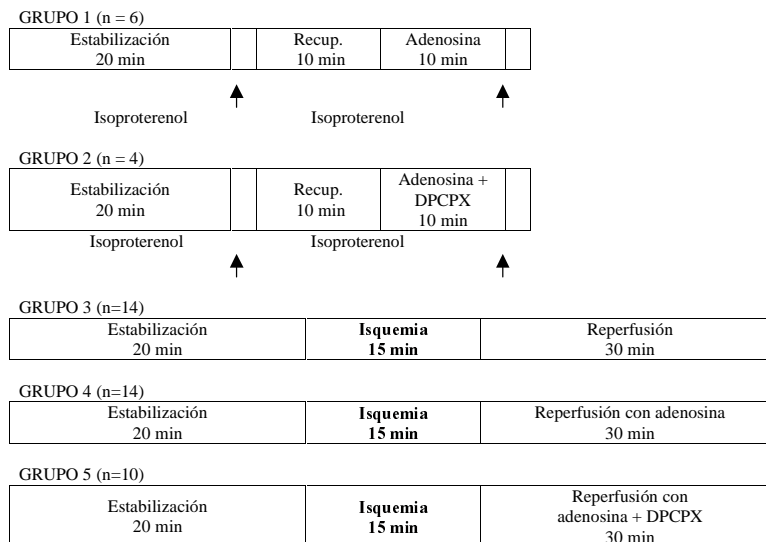 GRUPO 1 (n = 6)
Estabilización Recup. Adenosina
20 min 10 min 10 min
Isoproterenol Isoproterenol
GRUPO 2 (n = 4)
Estabilización
20 min
Recup.
10 min
Adenosina +
DPCPX
10 min
Isoproterenol Isoproterenol
GRUPO 3 (n=14)
Estabilización Isquemia Reperfusión
20 min 15 min 30 min
GRUPO 4 (n=14)
Estabilización Isquemia Reperfusión con adenosina
20 min 15 min 30 min
GRUPO 5 (n=10)
Estabilización
20 min
Isquemia
15 min
Reperfusión con
adenosina + DPCPX
30 min